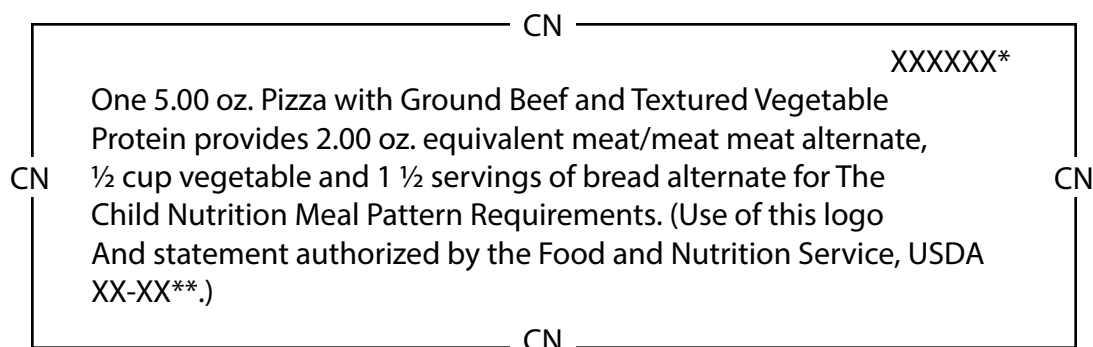 CN
XXXXXX*
One 5.00 oz. Pizza with Ground Beef and Textured Vegetable
Protein provides 2.00 oz. equivalent meat/meat meat alternate,
CN ½ cup vegetable and 1 ½ servings of bread alternate for The CN
Child Nutrition Meal Pattern Requirements. (Use of this logo
And statement authorized by the Food and Nutrition Service, USDA
XX-XX**.)
CN